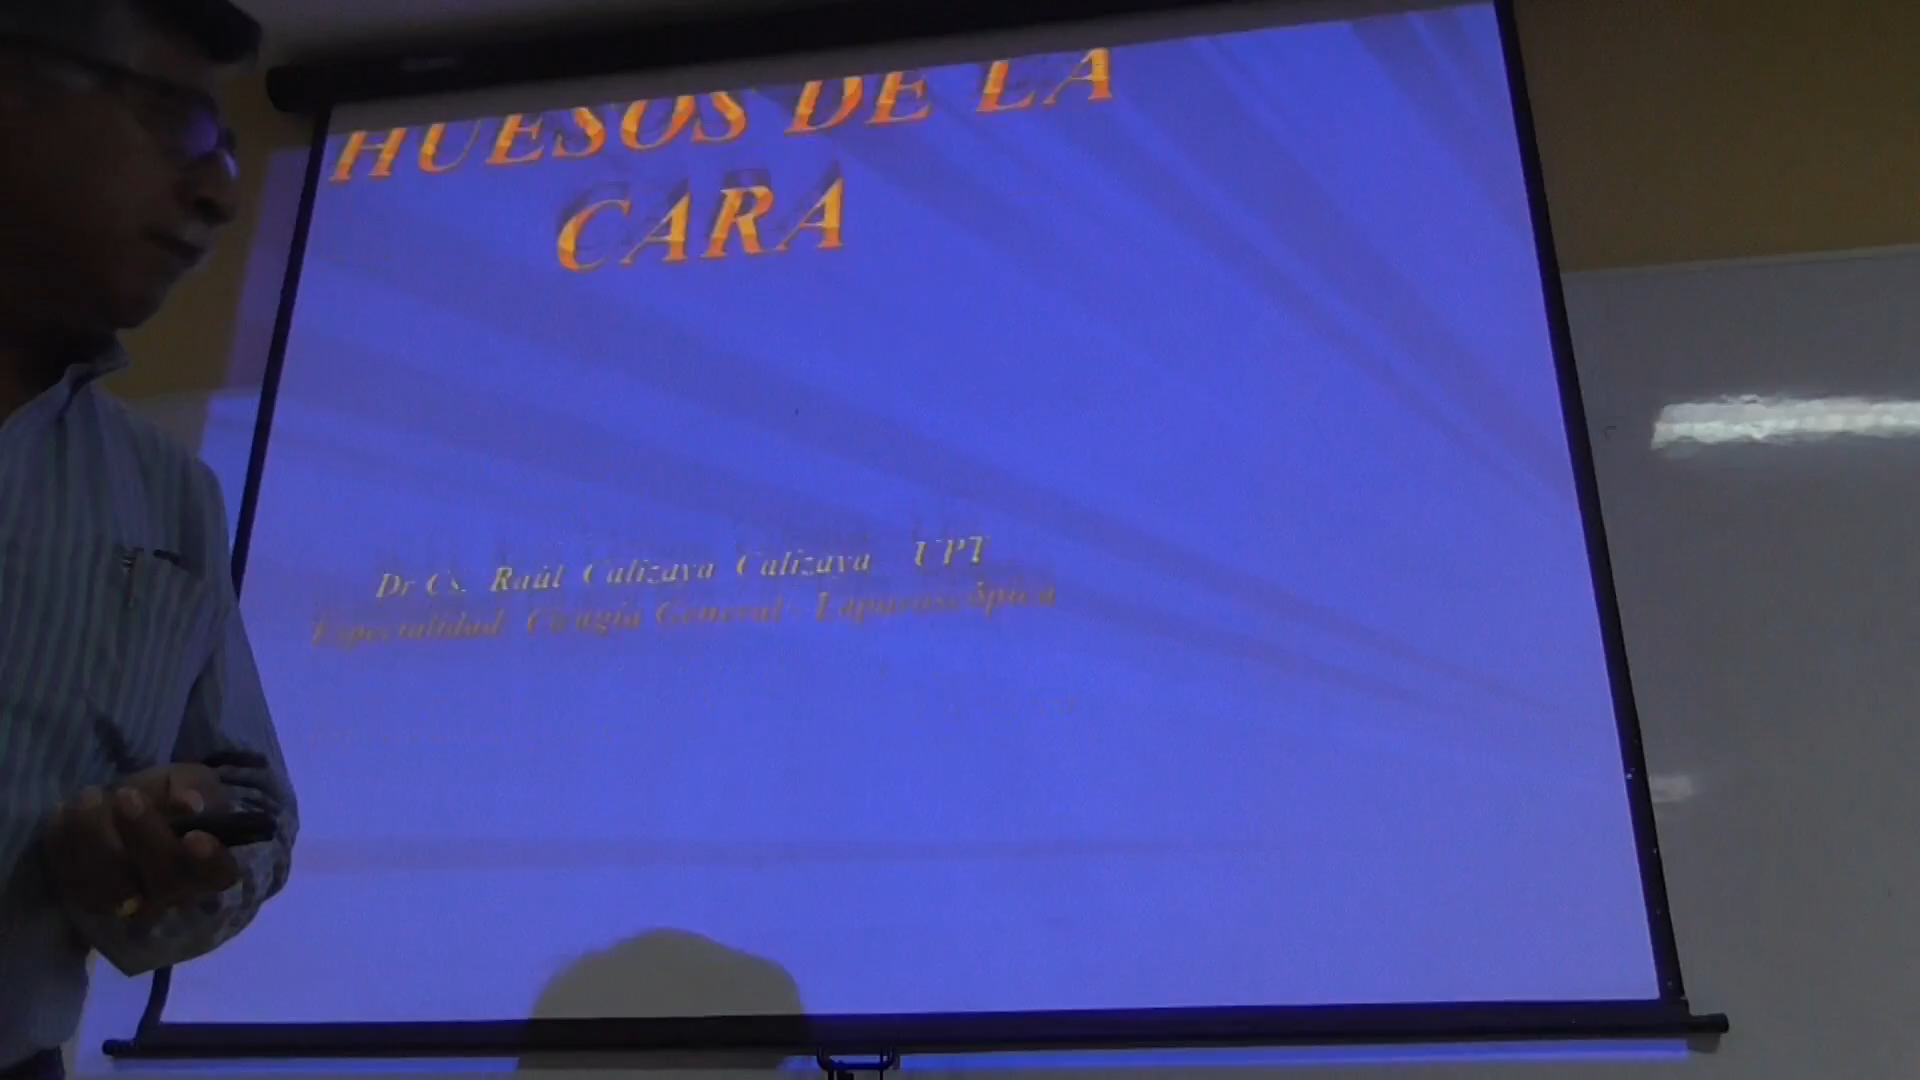 HUESOS DE LA
CARA
Dr Cs. Raúl Calizaya Calizaya UPT
Especialidad Cirugía General - Laparoscópica